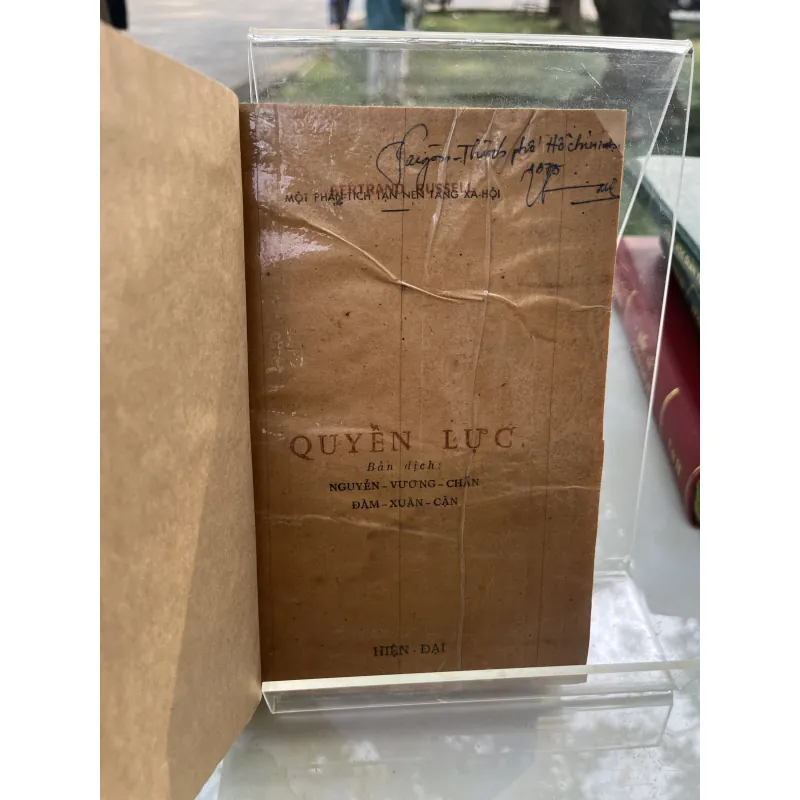 Saigon - Thành phố Hồ Chí Minh
BERTRAND RUSSELL
MỘT PHÂN TÍCH TẬN NỀN TẢNG XÃ-HỘI
QUYỀN LỰC.
Bản dịch:
NGUYỄN-VƯƠNG-CHẤN
ĐÀM-XUÂN-CẬN
HIỆN-ĐẠI